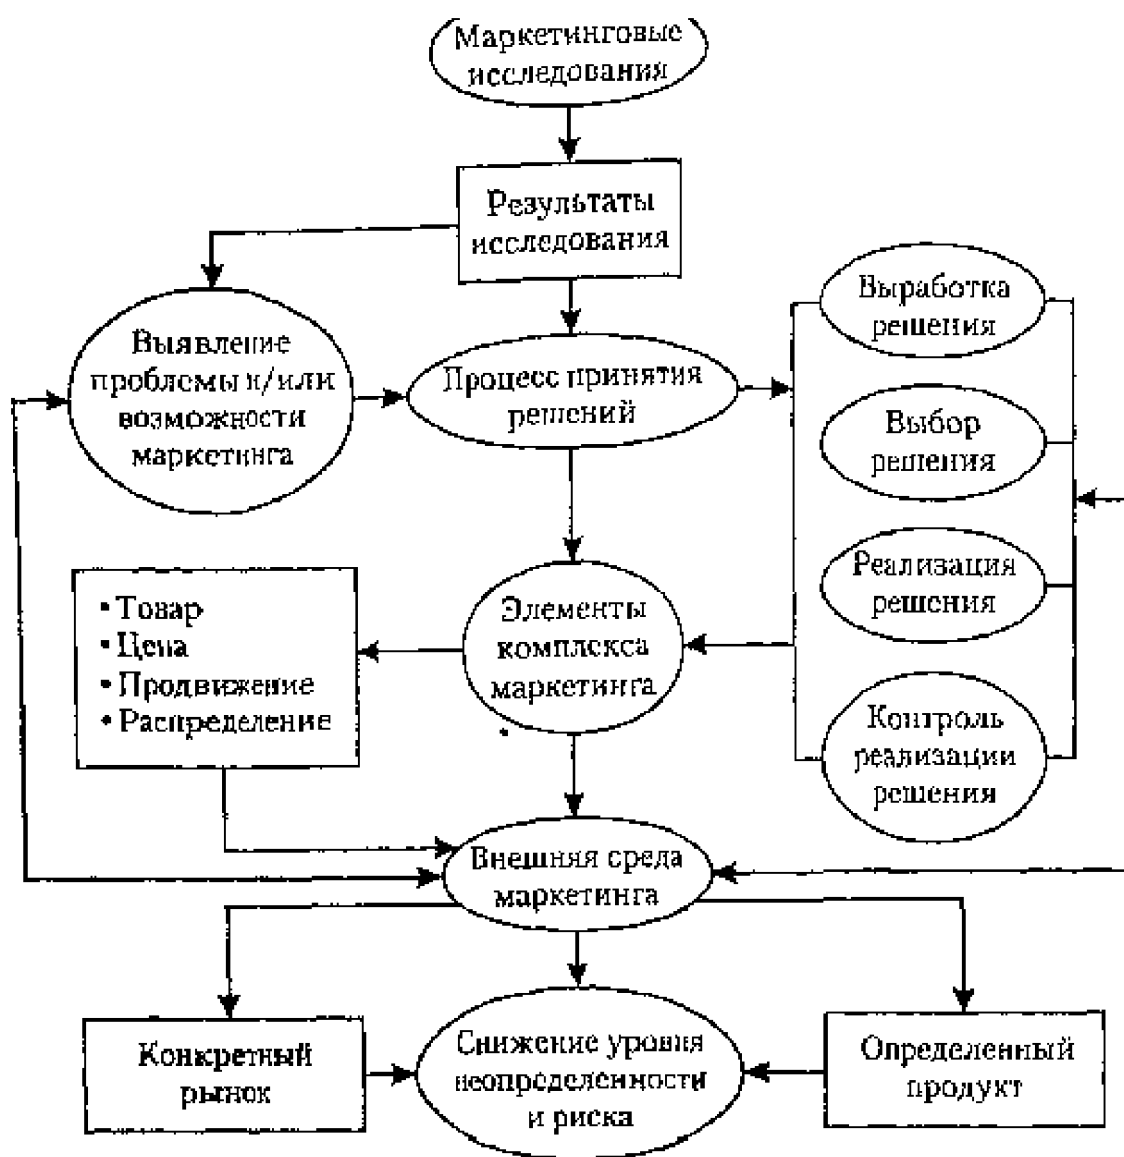 Маркетинговые
исследования
Результаты
исследования
Выработка
решения
Выявление
проблемы и/или
возможности
маркетинга
Процесс принятия
решений
Выбор
решения
Реализация
решения
• Товар
• Цена
• Продвижение
• Распределение
Элементы
комплекса
маркетинга
Контроль
реализации
решения
Внешняя среда
маркетинга
Конкретный
рынок
Снижение уровня
неопределенности
и риска
Определенный
продукт